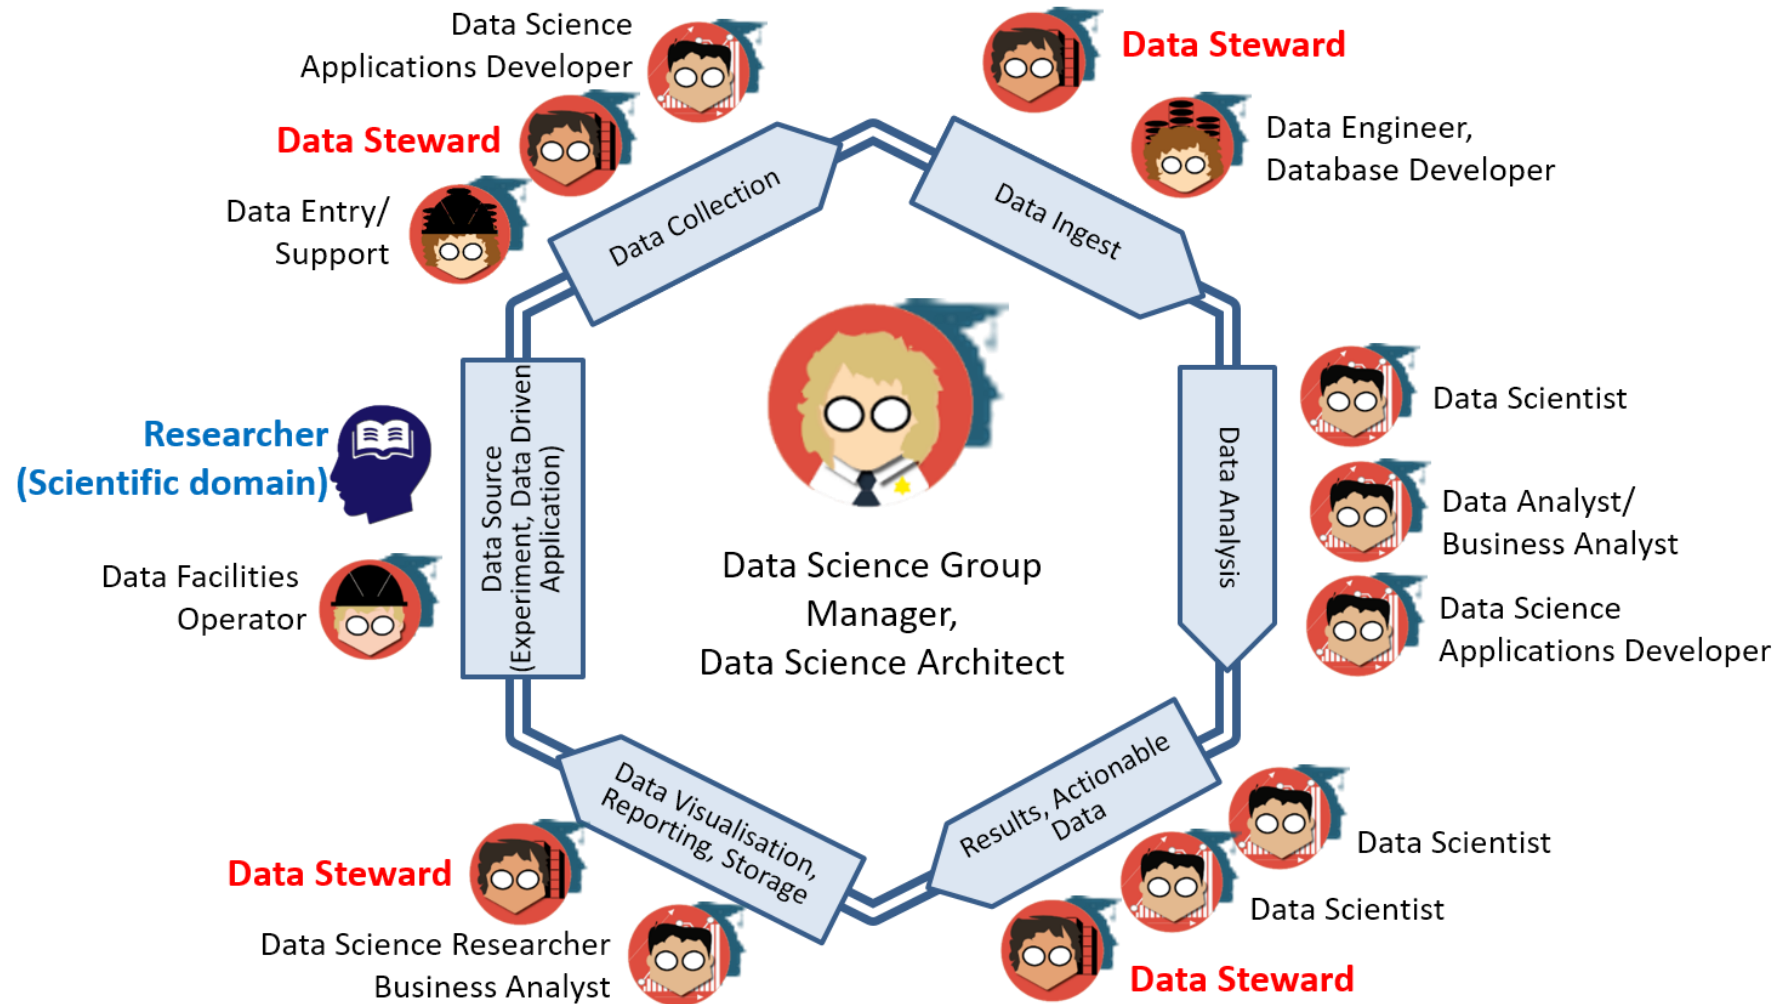 Data Science
Applications Developer
Data Steward
Data Entry/
Support
Data Collection
Data Steward
Data Engineer,
Database Developer
Data Ingest
Researcher
(Scientific domain)
Data Facilities
Operator
Data Source
(Experiment, Data Driven
Application)
Data Science Group
Manager,
Data Science Architect
Data Analysis
Data Scientist
Data Analyst/
Business Analyst
Data Science
Applications Developer
Data Visualisation,
Reporting, Storage
Data Steward
Data Science Researcher
Business Analyst
Results, Actionable
Data
Data Scientist
Data Scientist
Data Steward